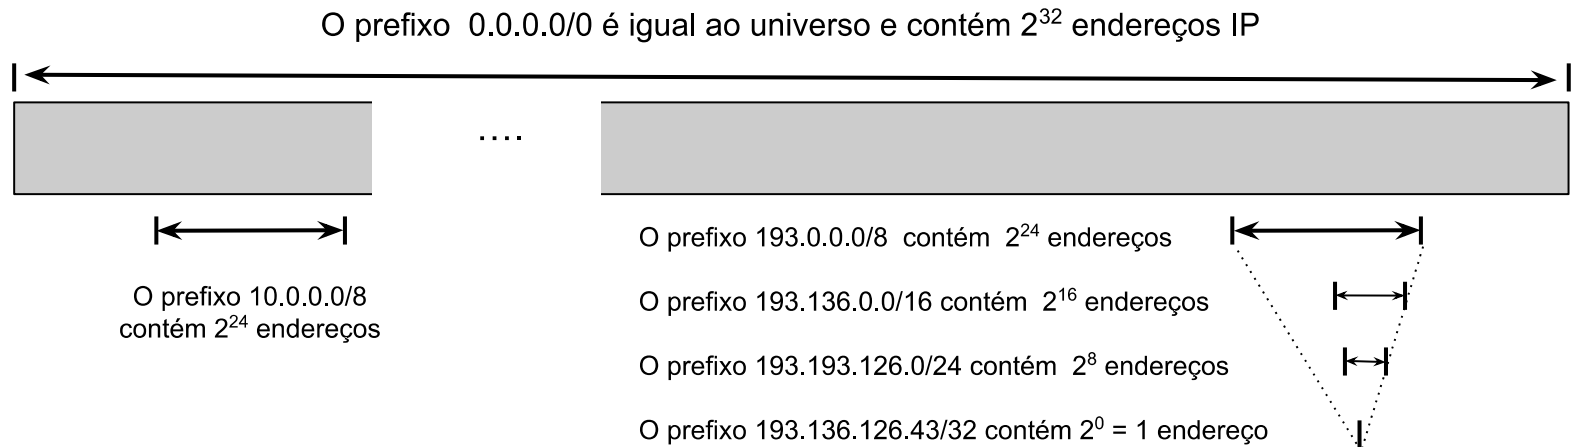 O prefixo 0.0.0.0/0 é igual ao universo e contém 2³² endereços IP
....
O prefixo 193.0.0.0/8 contém 2²⁴ endereços
O prefixo 10.0.0.0/8
contém 2²⁴ endereços
O prefixo 193.136.0.0/16 contém 2¹⁶ endereços
O prefixo 193.193.126.0/24 contém 2⁸ endereços
O prefixo 193.136.126.43/32 contém 2⁰ = 1 endereço